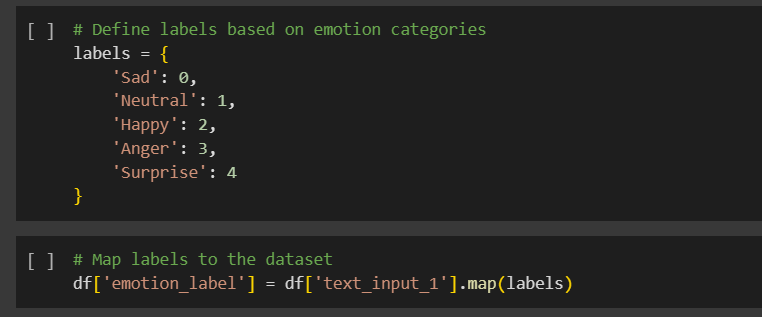 [ ] # Define labels based on emotion categories
labels = {
    'Sad': 0,
    'Neutral': 1,
    'Happy': 2,
    'Anger': 3,
    'Surprise': 4
}
[ ] # Map labels to the dataset
df['emotion_label'] = df['text_input_1'].map(labels)